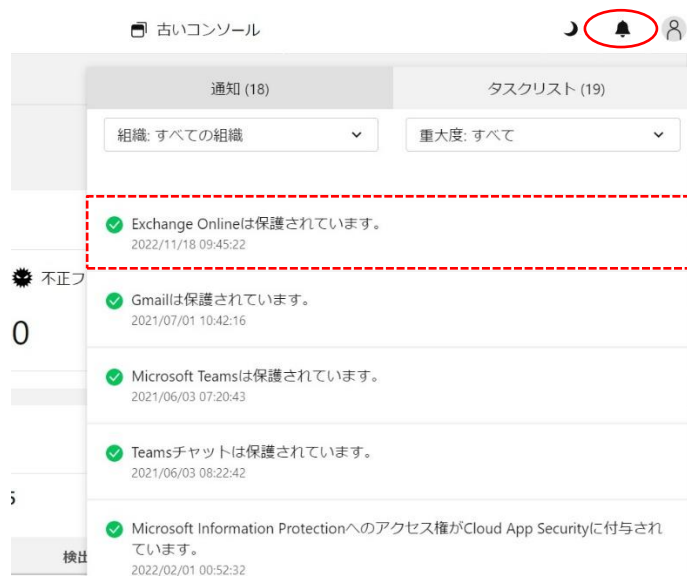 古いコンソール
通知 (18)
タスクリスト (19)
組織: すべての組織
重大度: すべて
Exchange Onlineは保護されています。
2022/11/18 09:45:22
不正フ
0
Gmailは保護されています。
2021/07/01 10:42:16
Microsoft Teamsは保護されています。
2021/06/03 07:20:43
Teamsチャットは保護されています。
2021/06/03 08:22:42
Microsoft Information Protectionへのアクセス権がCloud App Securityに付与され
ています。
2022/02/01 00:52:32
検出